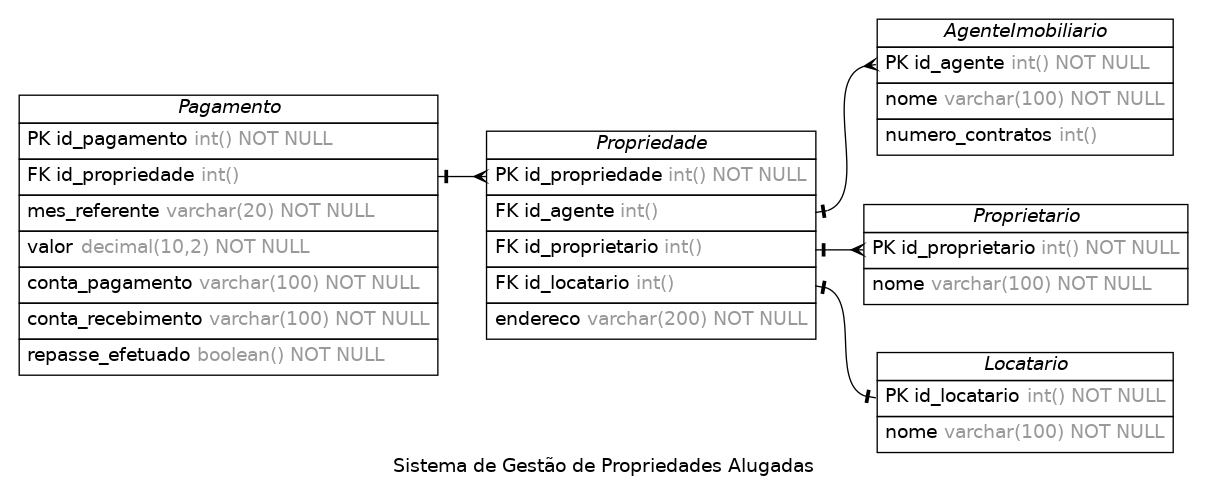 Pagamento
PK id_pagamento int() NOT NULL
FK id_propriedade int()
mes_referente varchar(20) NOT NULL
valor decimal(10,2) NOT NULL
conta_pagamento varchar(100) NOT NULL
conta_recebimento varchar(100) NOT NULL
repasse_efetuado boolean() NOT NULL
Propriedade
PK id_propriedade int() NOT NULL
FK id_agente int()
FK id_proprietario int()
FK id_locatario int()
endereco varchar(200) NOT NULL
AgenteImobiliario
PK id_agente int() NOT NULL
nome varchar(100) NOT NULL
numero_contratos int()
Proprietario
PK id_proprietario int() NOT NULL
nome varchar(100) NOT NULL
Locatario
PK id_locatario int() NOT NULL
nome varchar(100) NOT NULL
Sistema de Gestão de Propriedades Alugadas